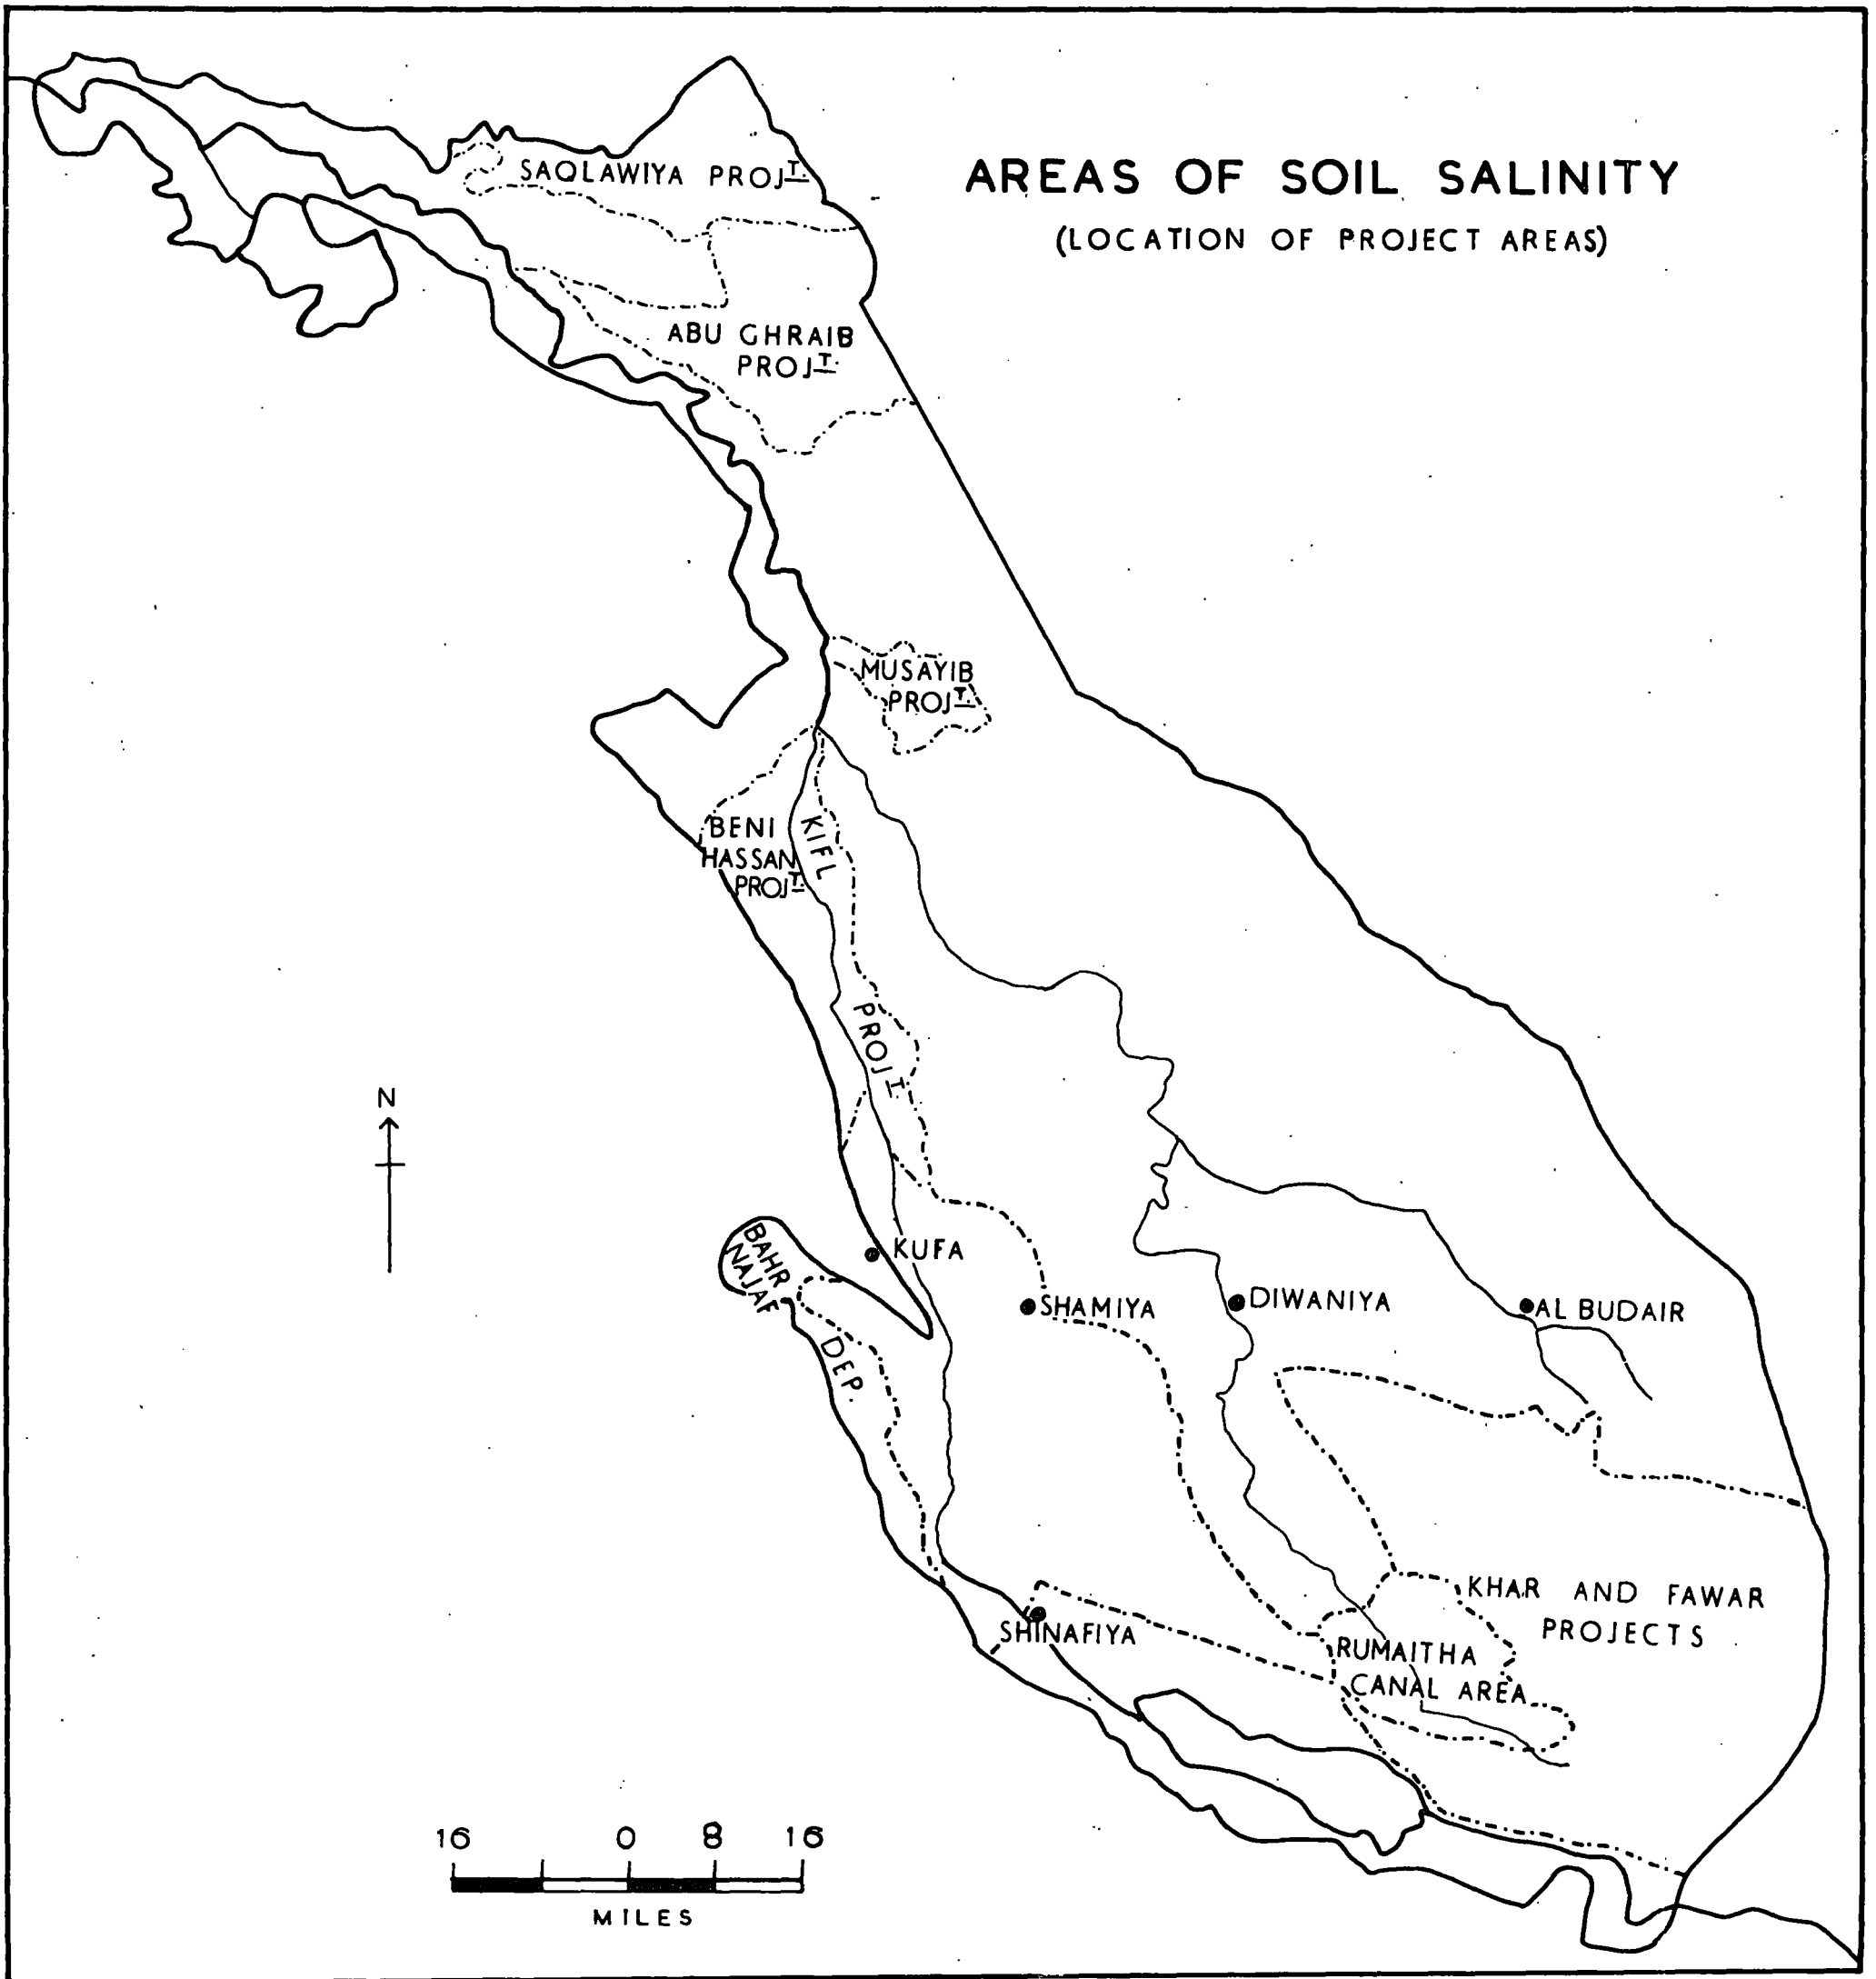 AREAS OF SOIL SALINITY
(LOCATION OF PROJECT AREAS)
SAQLAWIYA PROJT.
ABU GHRAIB
PROJT.
MUSAYIB
PROJT.
BENI
HASSAN
PROJT.
KIFL
PROJT.
N
BAHR
NAJAF
DEP.
KUFA
SHAMIYA
DIWANIYA
AL BUDAIR
SHINAFIYA
KHAR AND FAWAR
PROJECTS
RUMAITHA
CANAL AREA
16 0 8 16
MILES